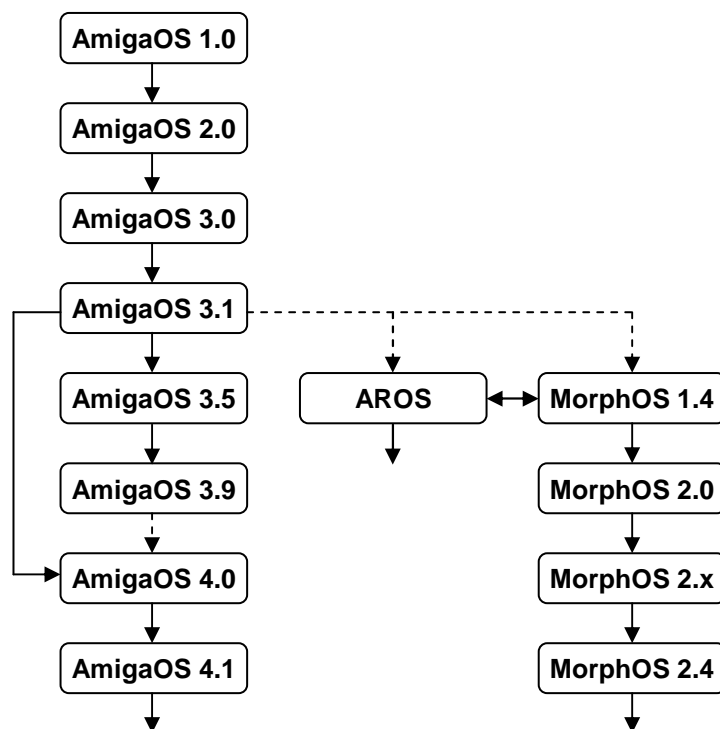 AmigaOS 1.0
AmigaOS 2.0
AmigaOS 3.0
AmigaOS 3.1
AmigaOS 3.5
AROS
MorphOS 1.4
AmigaOS 3.9
MorphOS 2.0
AmigaOS 4.0
MorphOS 2.x
AmigaOS 4.1
MorphOS 2.4